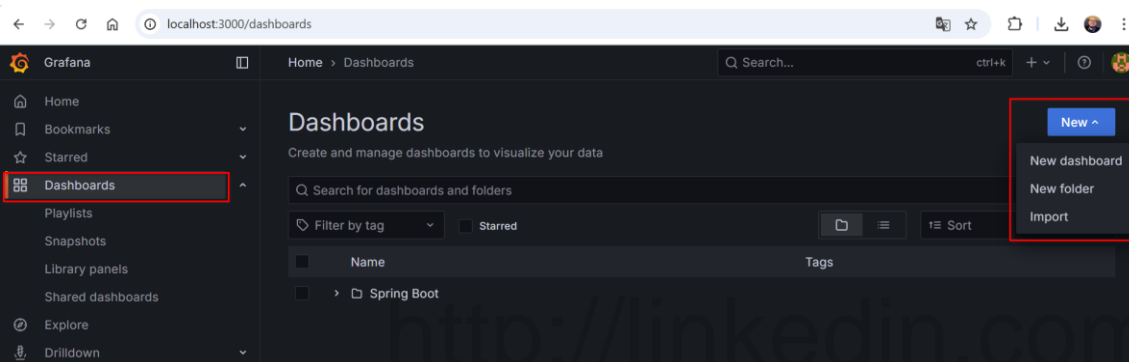 localhost:3000/dashboards
Grafana
Home › Dashboards
Search...
ctrl+k
Home
Bookmarks
Starred
Dashboards
Playlists
Snapshots
Library panels
Shared dashboards
Explore
Drilldown
Dashboards
Create and manage dashboards to visualize your data
New
New dashboard
New folder
Import
Search for dashboards and folders
Filter by tag
Starred
Sort
Name
Tags
Spring Boot
http://linkedin.com